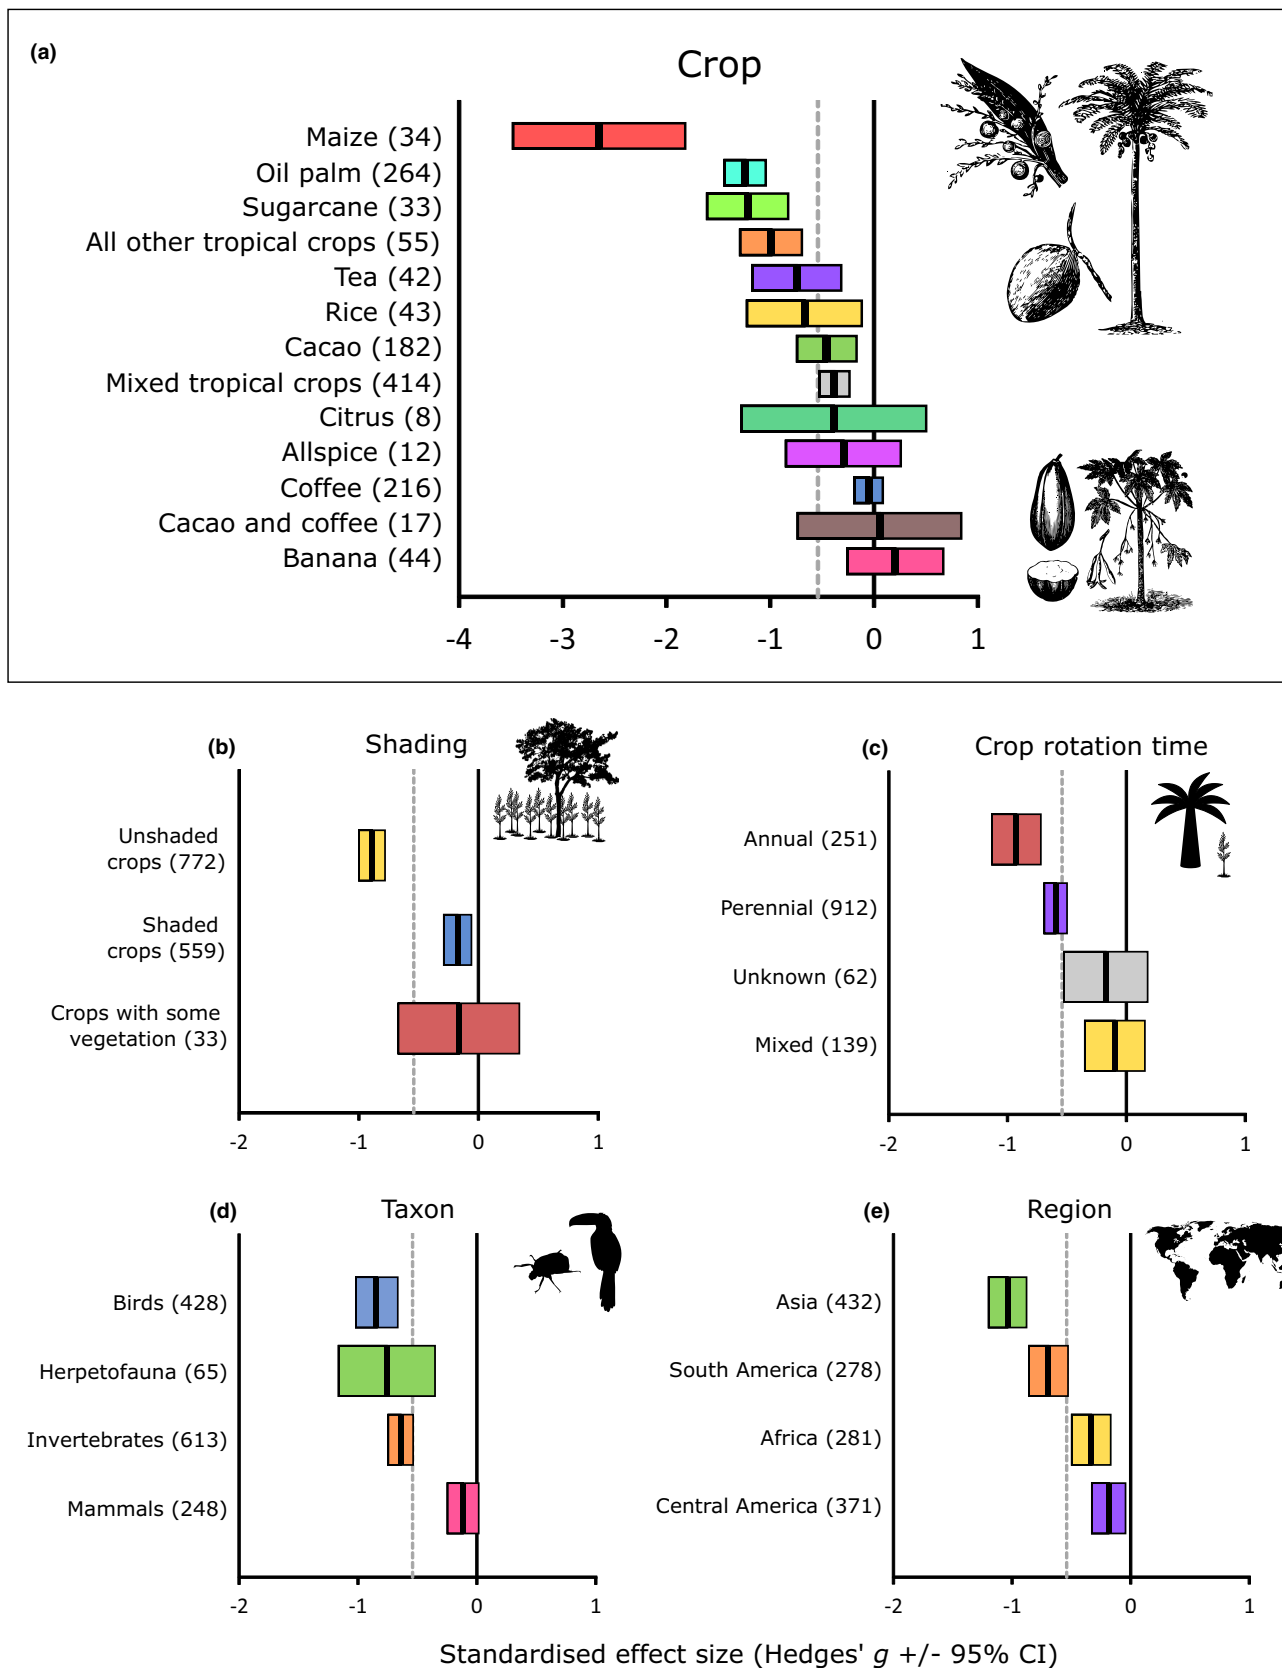 (a)
Crop
Maize (34)
Oil palm (264)
Sugarcane (33)
All other tropical crops (55)
Tea (42)
Rice (43)
Cacao (182)
Mixed tropical crops (414)
Citrus (8)
Allspice (12)
Coffee (216)
Cacao and coffee (17)
Banana (44)
-4 -3 -2 -1 0 1
(b)
Shading
Unshaded
crops (772)
Shaded
crops (559)
Crops with some
vegetation (33)
-2 -1 0 1
(c)
Crop rotation time
Annual (251)
Perennial (912)
Unknown (62)
Mixed (139)
-2 -1 0 1
(d)
Taxon
Birds (428)
Herpetofauna (65)
Invertebrates (613)
Mammals (248)
-2 -1 0 1
(e)
Region
Asia (432)
South America (278)
Africa (281)
Central America (371)
-2 -1 0 1
Standardised effect size (Hedges' g +/- 95% CI)